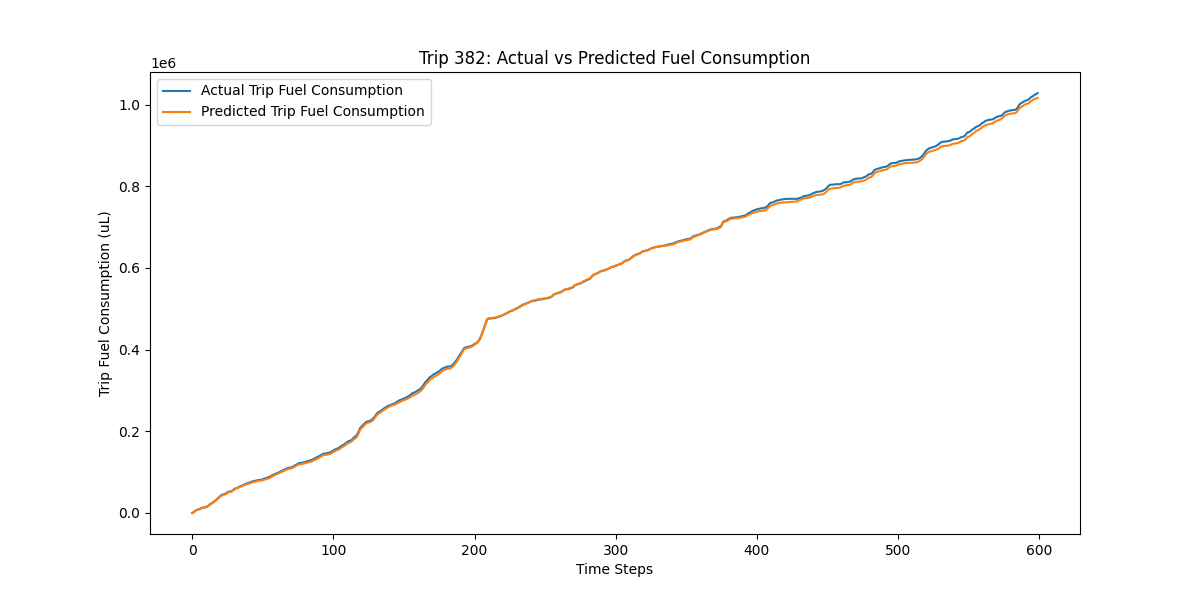 Trip 382: Actual vs Predicted Fuel Consumption
1e6
Actual Trip Fuel Consumption
Predicted Trip Fuel Consumption
Trip Fuel Consumption (uL)
1.0
0.8
0.6
0.4
0.2
0.0
0 100 200 300 400 500 600
Time Steps